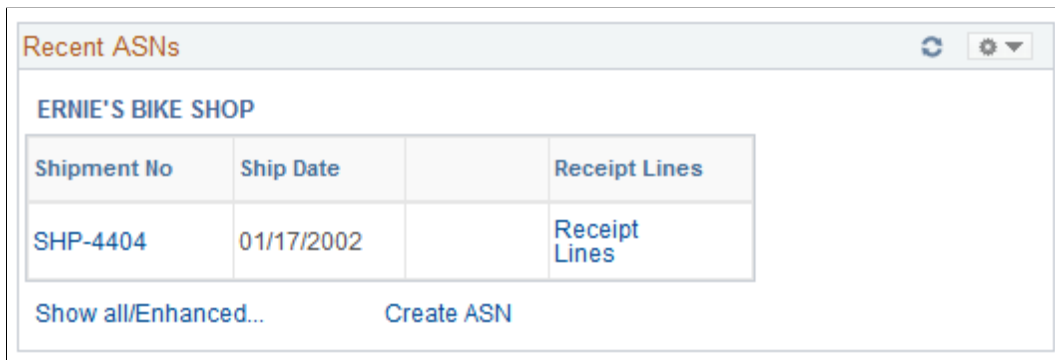 Recent ASNs
ERNIE'S BIKE SHOP
Shipment No Ship Date Receipt Lines
SHP-4404 01/17/2002 Receipt
Lines
Show all/Enhanced... Create ASN